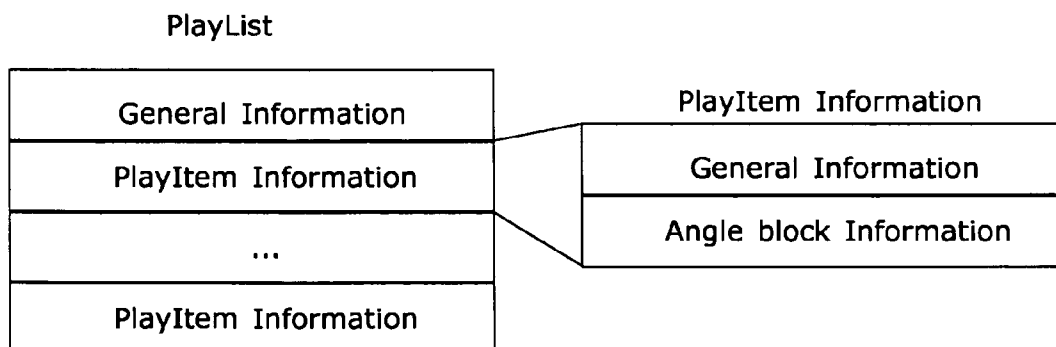 PlayList
General Information
PlayItem Information
...
PlayItem Information
PlayItem Information
General Information
Angle block Information